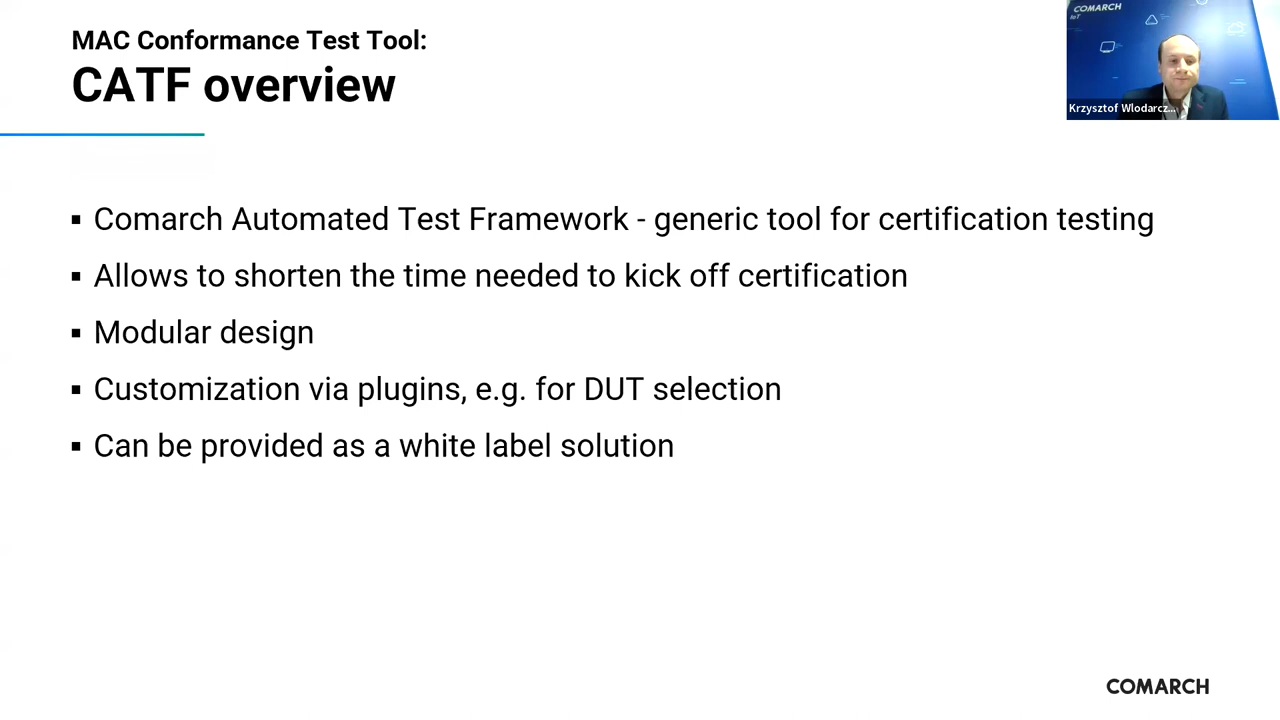 MAC Conformance Test Tool:
CATF overview
COMARCH
IoT
Krzysztof Wlodarcz...
▪ Comarch Automated Test Framework - generic tool for certification testing
▪ Allows to shorten the time needed to kick off certification
▪ Modular design
▪ Customization via plugins, e.g. for DUT selection
▪ Can be provided as a white label solution
COMARCH